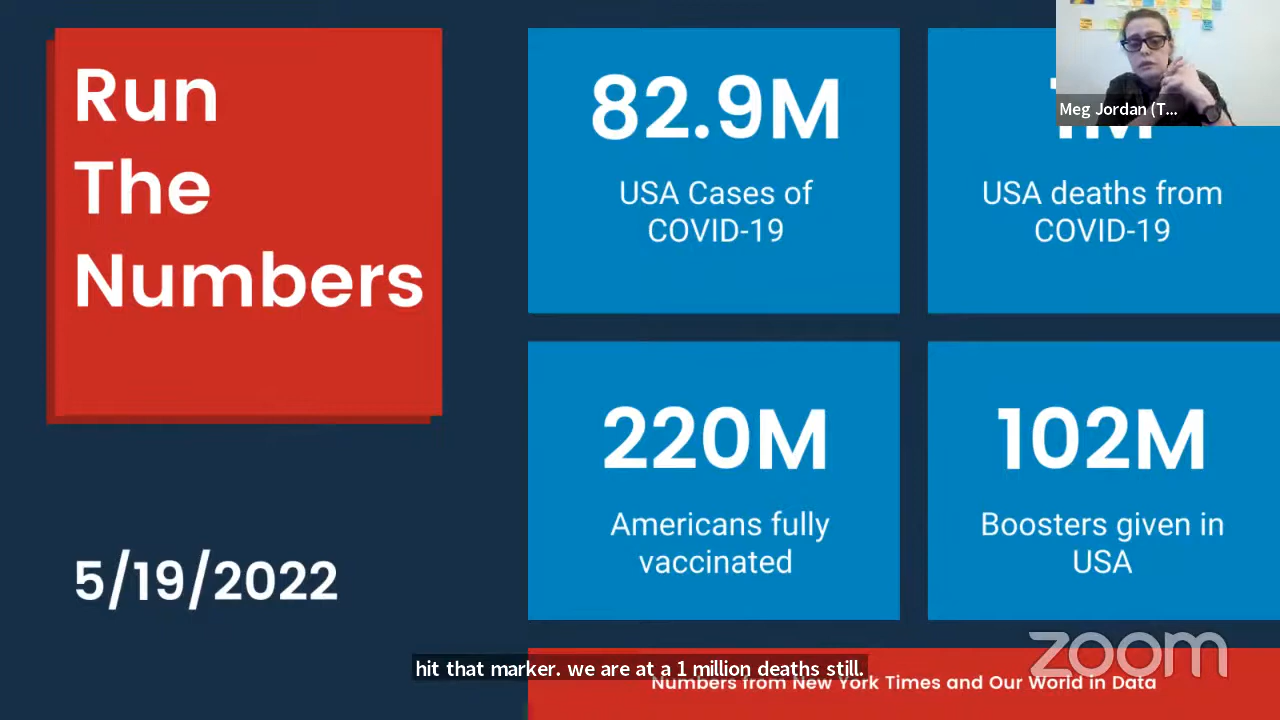 Run
The
Numbers
5/19/2022
82.9M
USA Cases of
COVID-19
1M
USA deaths from
COVID-19
220M
Americans fully
vaccinated
102M
Boosters given in
USA
Meg Jordan (T...
hit that marker. we are at a 1 million deaths still.
Numbers from New York Times and Our World in Data
zoom